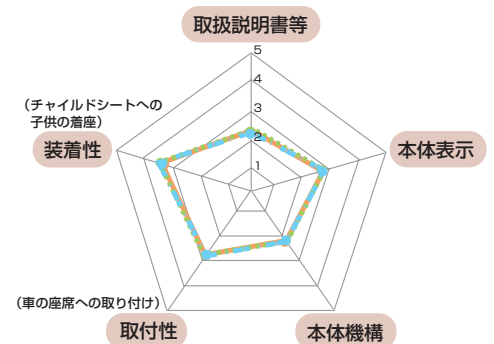 取扱説明書等
5
4
3
2
1
（チャイルドシートへの
子供の着座）
装着性
本体表示
（車の座席への取り付け）
取付性
本体機構